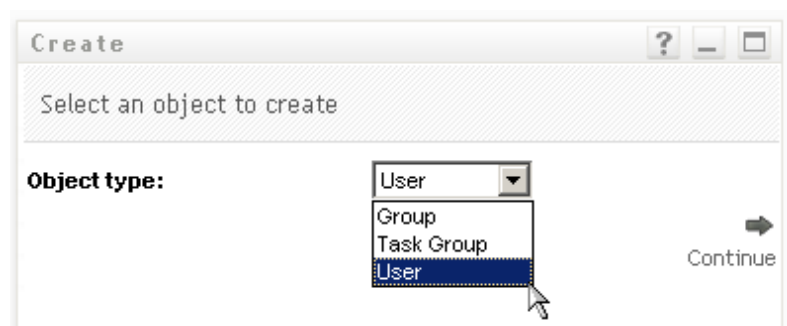 Create ?
Select an object to create
Object type: User
Group
Task Group
User
Continue